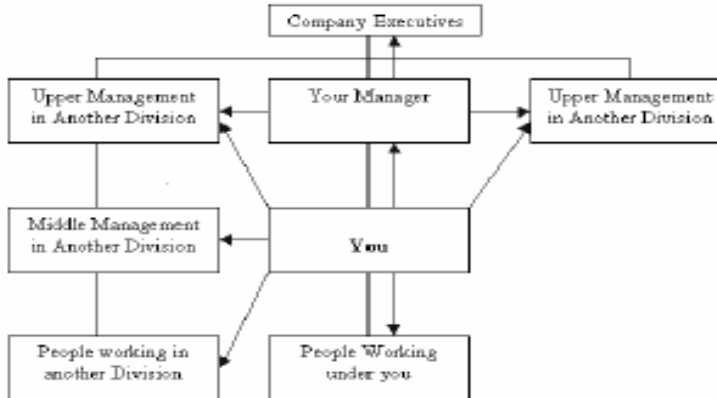 Company Executives
Upper Management
in Another Division
Your Manager
Upper Management
in Another Division
Middle Management
in Another Division
You
People working in
another Division
People Working
under you